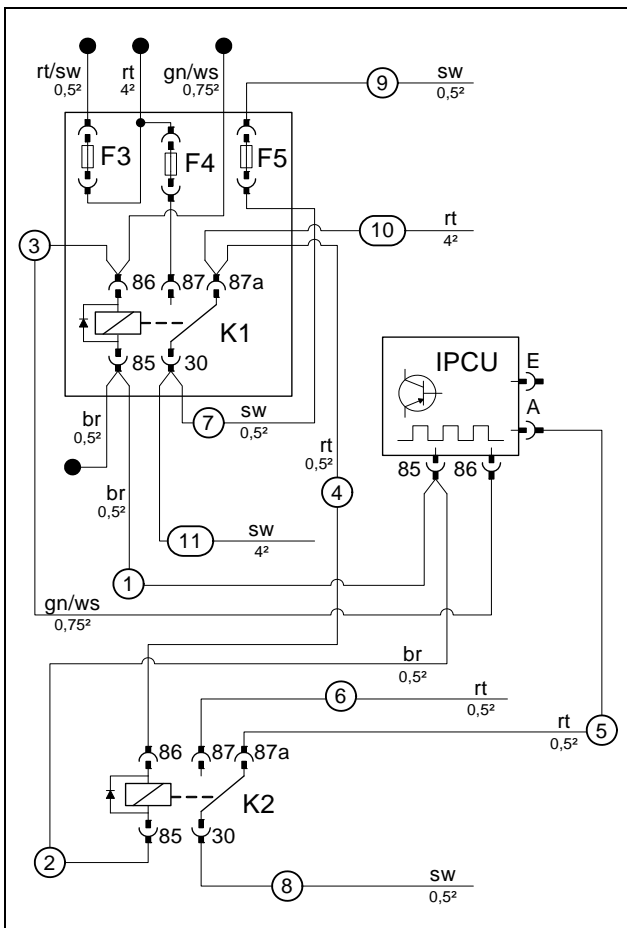 rt/sw
0,5²
rt
4²
gn/ws
0,75²
9
sw
0,5²
F3
F4
F5
3
10
rt
4²
86
87
87a
K1
85
30
IPCU
E
A
br
0,5²
7
sw
0,5²
85
86
br
0,5²
rt
0,5²
4
11
sw
4²
1
gn/ws
0,75²
br
0,5²
6
rt
0,5²
rt
0,5²
5
86
87
87a
K2
85
30
2
8
sw
0,5²